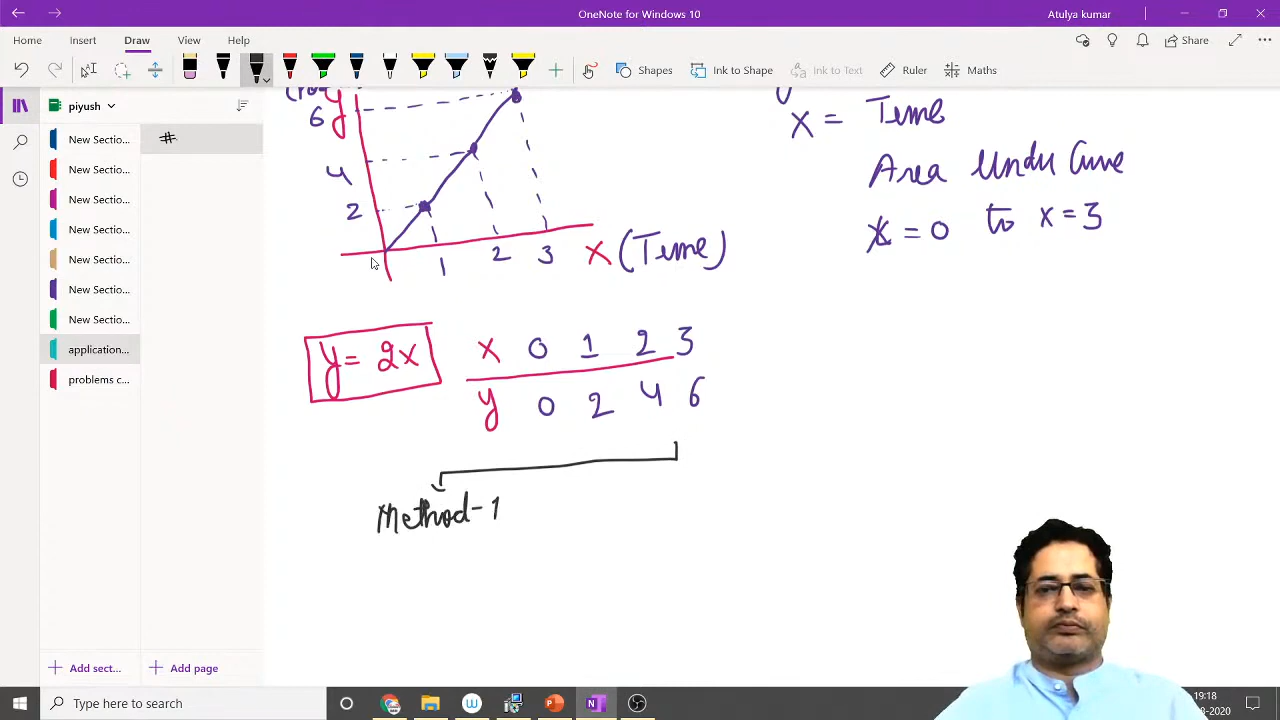 OneNote for Windows 10
Atulya kumar
Home Insert Draw View Help
Share
Shapes
Ink to Shape
Ink to Text
Ruler
Maths
piyush
#
New Sectio...
New Sectio...
New Sectio...
New Sectio...
New Sectio...
New Sectio...
New Sectio...
application...
problems c...
Add sect...
Add page
y
6
4
2
1 2 3 x (Time)
x = Time
Area Under Curve
x = 0 to x = 3
y = 2x
x 0 1 2 3
y 0 2 4 6
Method-1
Type here to search
19:18
8-2020